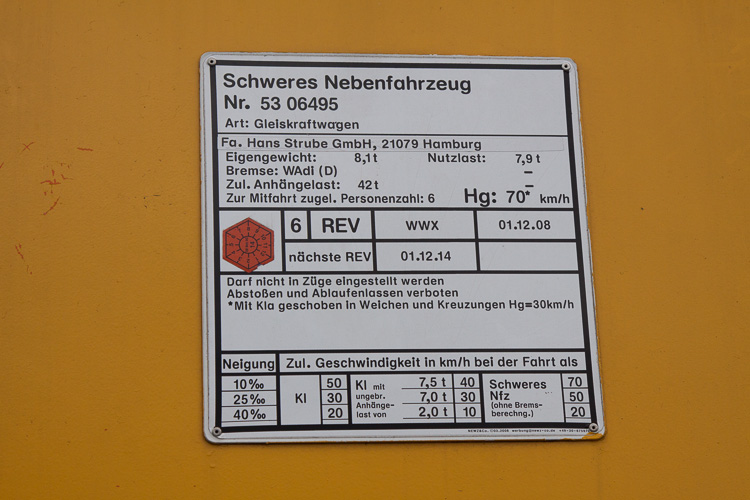 Schweres Nebenfahrzeug
Nr. 53 06495
Art: Gleiskraftwagen
Fa. Hans Strube GmbH, 21079 Hamburg
Eigengewicht: 8,1 t Nutzlast: 7,9 t
Bremse: WAdi (D) –
Zul. Anhängelast: 42 t –
Zur Mitfahrt zugel. Personenzahl: 6 Hg: 70* km/h
6 REV WWX 01.12.08
nächste REV 01.12.14
Darf nicht in Züge eingestellt werden
Abstoßen und Ablaufenlassen verboten
*Mit Kla geschoben in Weichen und Kreuzungen Hg=30km/h
Neigung Zul. Geschwindigkeit in km/h bei der Fahrt als
10‰ Kl 50 Kl mit 7,5 t 40 Schweres 70
25‰ 30 ungebr. 7,0 t 30 Nfz 50
40‰ 20 Anhänge- 2,0 t 10 (ohne Brems- 20
last von berechng.)